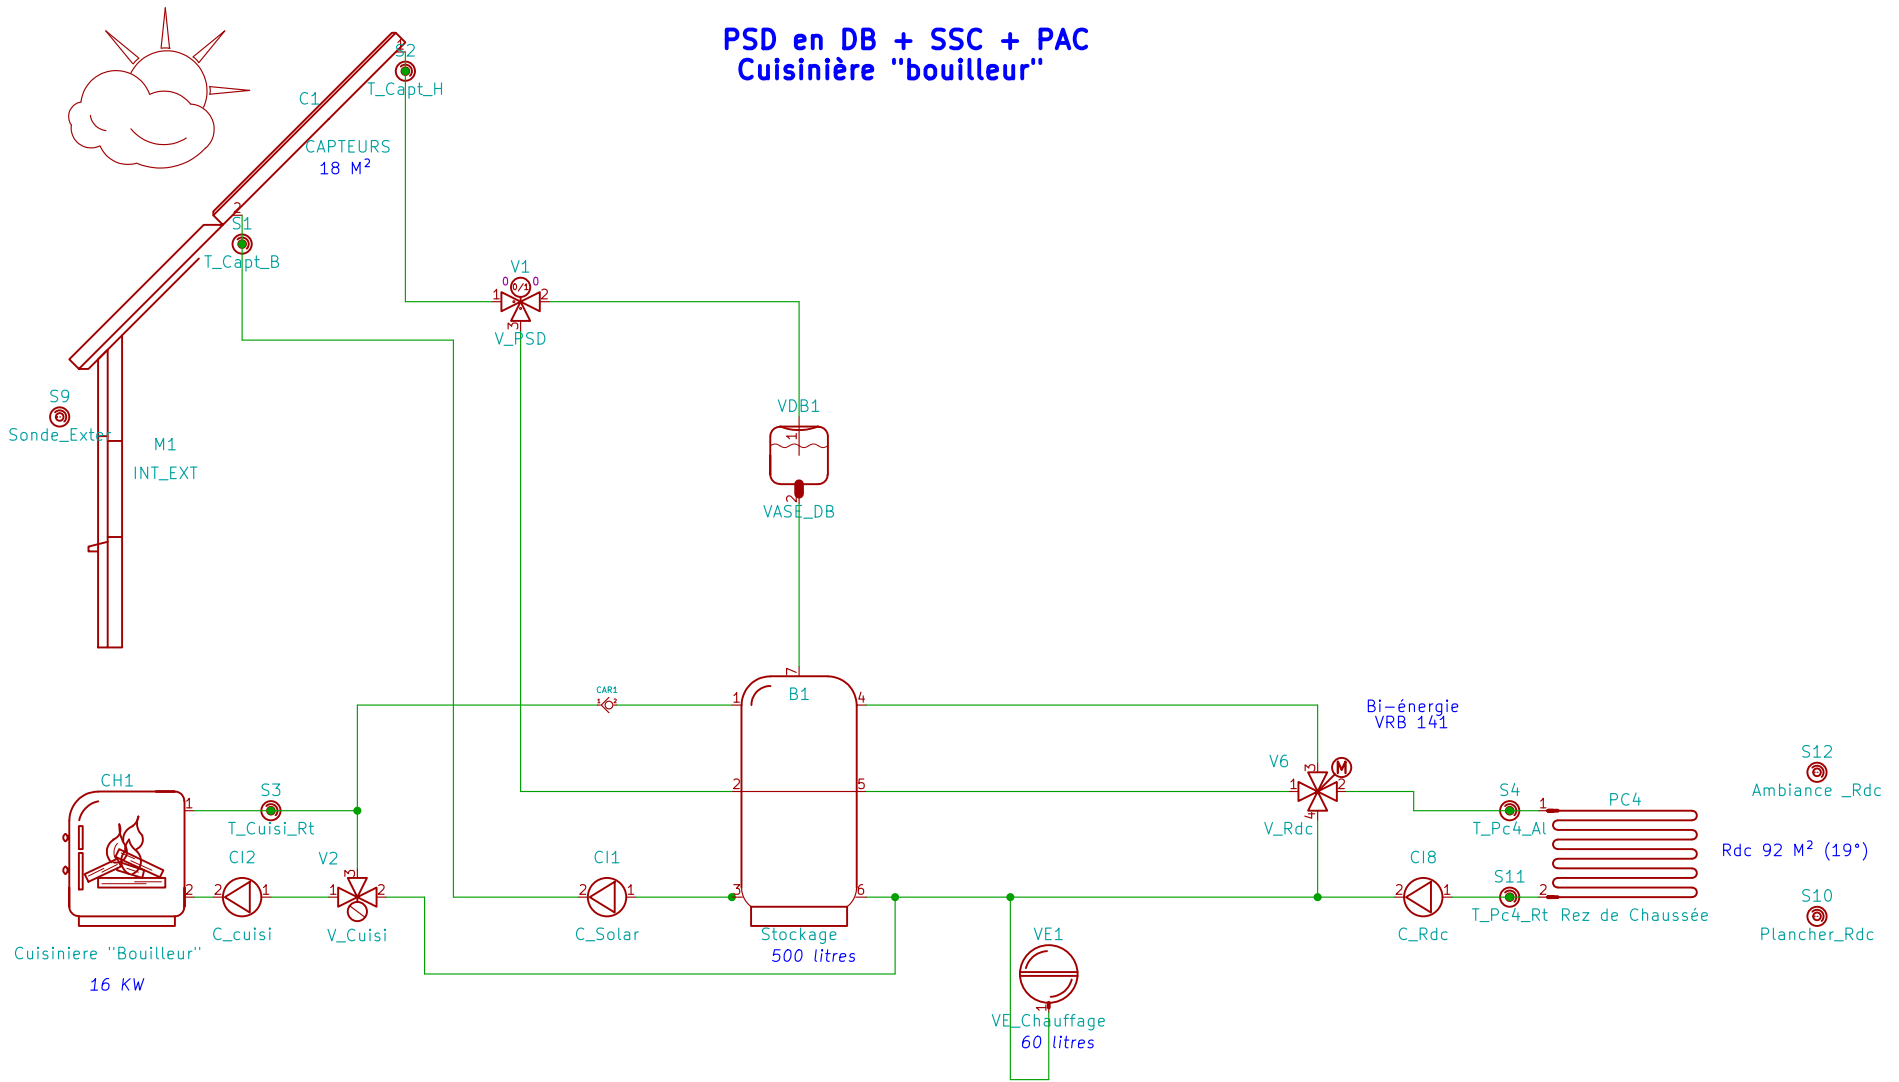 PSD en DB + SSC + PAC
Cuisinière "bouilleur"
1
S2
T_Capt_H
C1
CAPTEURS
18 M²
2
S1
T_Capt_B
V1
0 0/1 0
1 2
3
V_PSD
S9
Sonde_Exter
M1
INT_EXT
VDB1
1
2
VASE_DB
7
B1
CAR1
1 2
1 4
2 5
3 6
Stockage
500 litres
Bi-énergie
VRB 141
V6
M
3
1 2
4
V_Rdc
S12
Ambiance _Rdc
S4
T_Pc4_Al
PC4
1
2
Rdc 92 M² (19°)
CH1
1
2
S3
T_Cuisi_Rt
CI2
2 1
C_cuisi
V2
3
1 2
V_Cuisi
CI1
2 1
C_Solar
CI8
2 1
C_Rdc
S11
T_Pc4_Rt
Rez de Chaussée
S10
Plancher_Rdc
Cuisiniere "Bouilleur"
16 KW
VE1
1
VE_Chauffage
60 litres